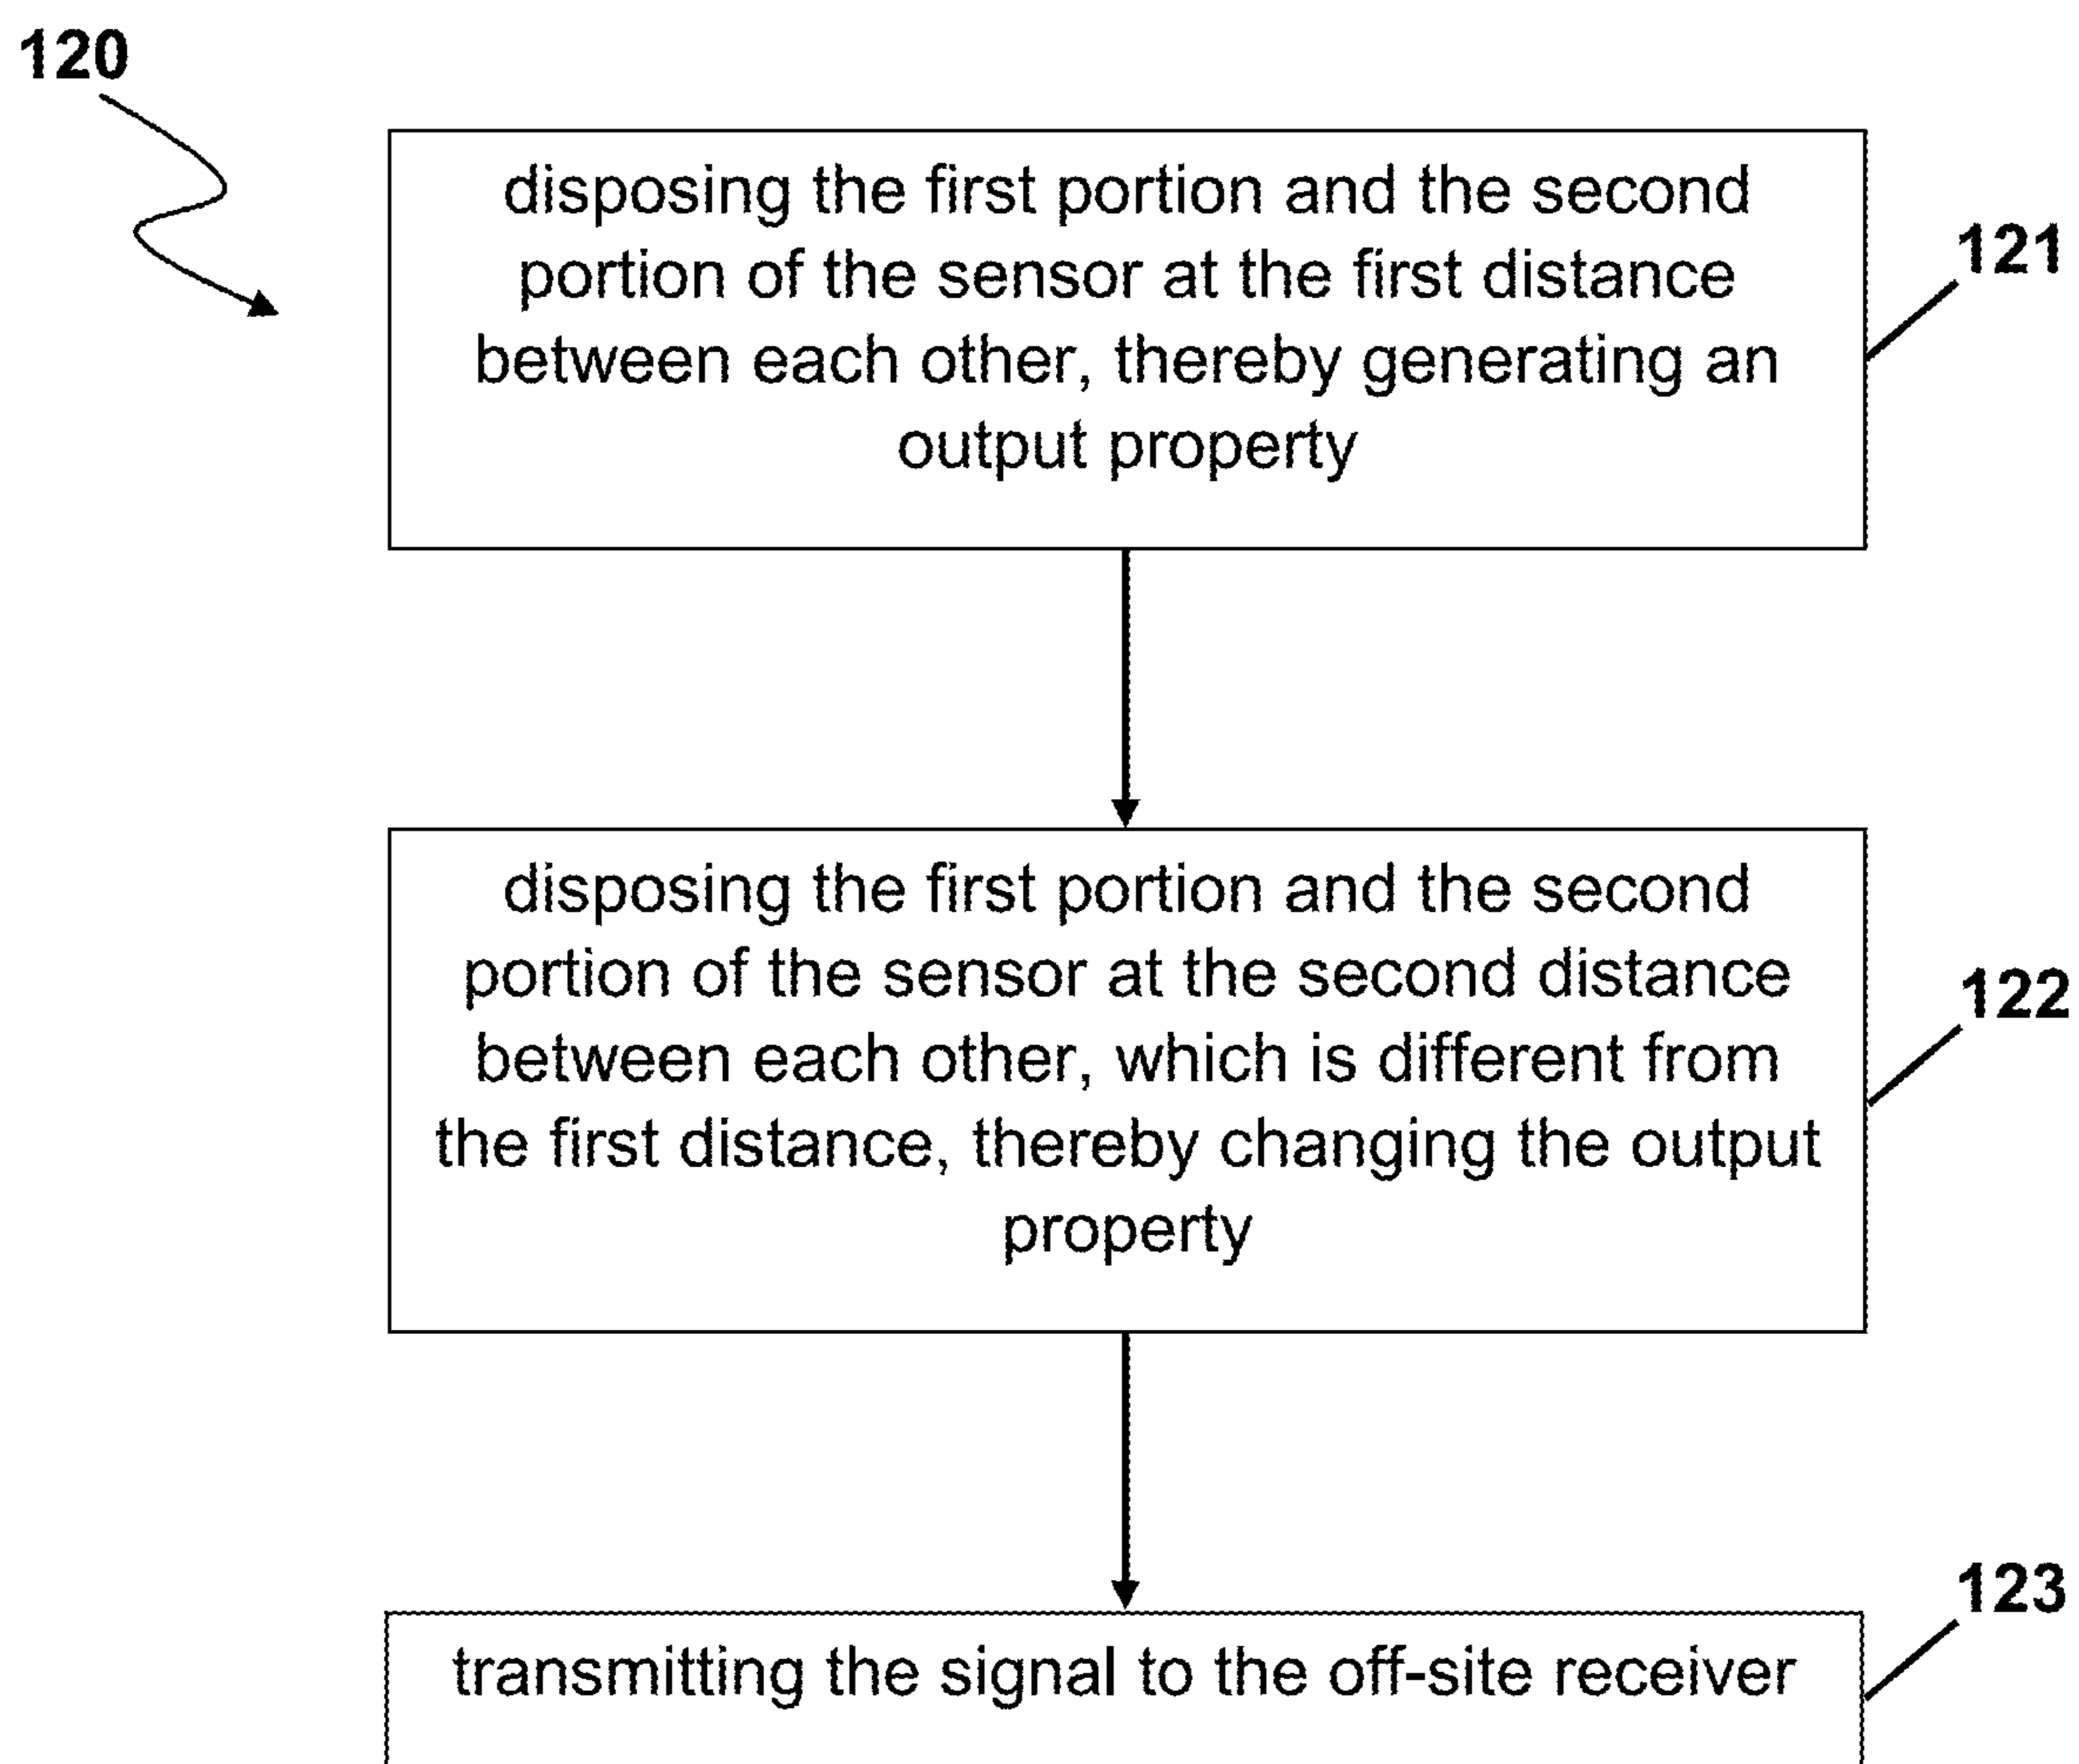 120
disposing the first portion and the second
portion of the sensor at the first distance
between each other, thereby generating an
output property
121
disposing the first portion and the second
portion of the sensor at the second distance
between each other, which is different from
the first distance, thereby changing the output
property
122
123
transmitting the signal to the off-site receiver